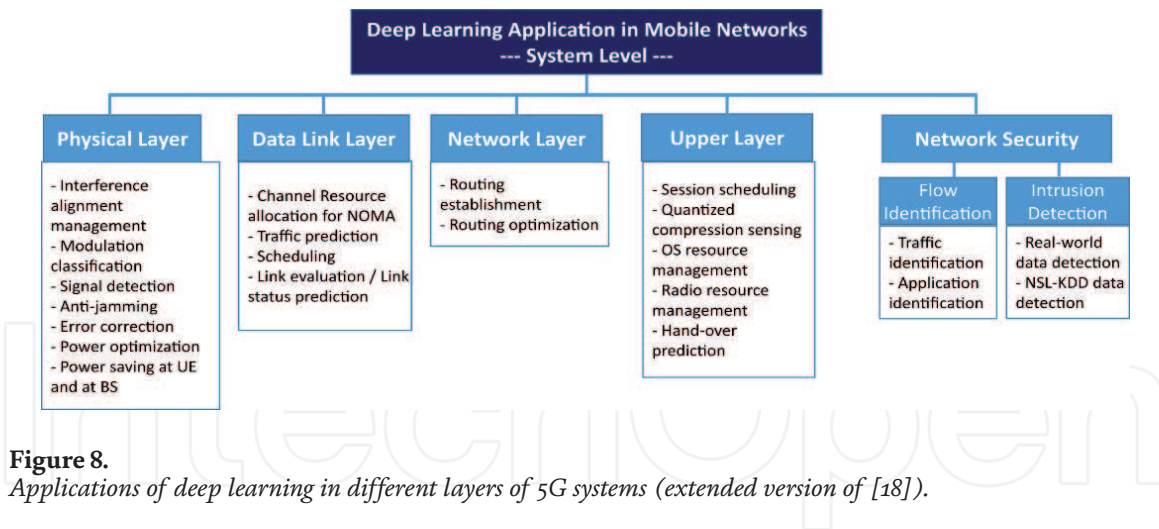 Deep Learning Application in Mobile Networks
--- System Level ---
Physical Layer
- Interference
alignment
management
- Modulation
classification
- Signal detection
- Anti-jamming
- Error correction
- Power optimization
- Power saving at UE
and at BS
Data Link Layer
- Channel Resource
allocation for NOMA
- Traffic prediction
- Scheduling
- Link evaluation / Link
status prediction
Network Layer
- Routing
establishment
- Routing optimization
Upper Layer
- Session scheduling
- Quantized
compression sensing
- OS resource
management
- Radio resource
management
- Hand-over
prediction
Network Security
Flow
Identification
- Traffic
identification
- Application
identification
Intrusion
Detection
- Real-world
data detection
- NSL-KDD data
detection
IntechOpen
Figure 8.
Applications of deep learning in different layers of 5G systems (extended version of [18]).